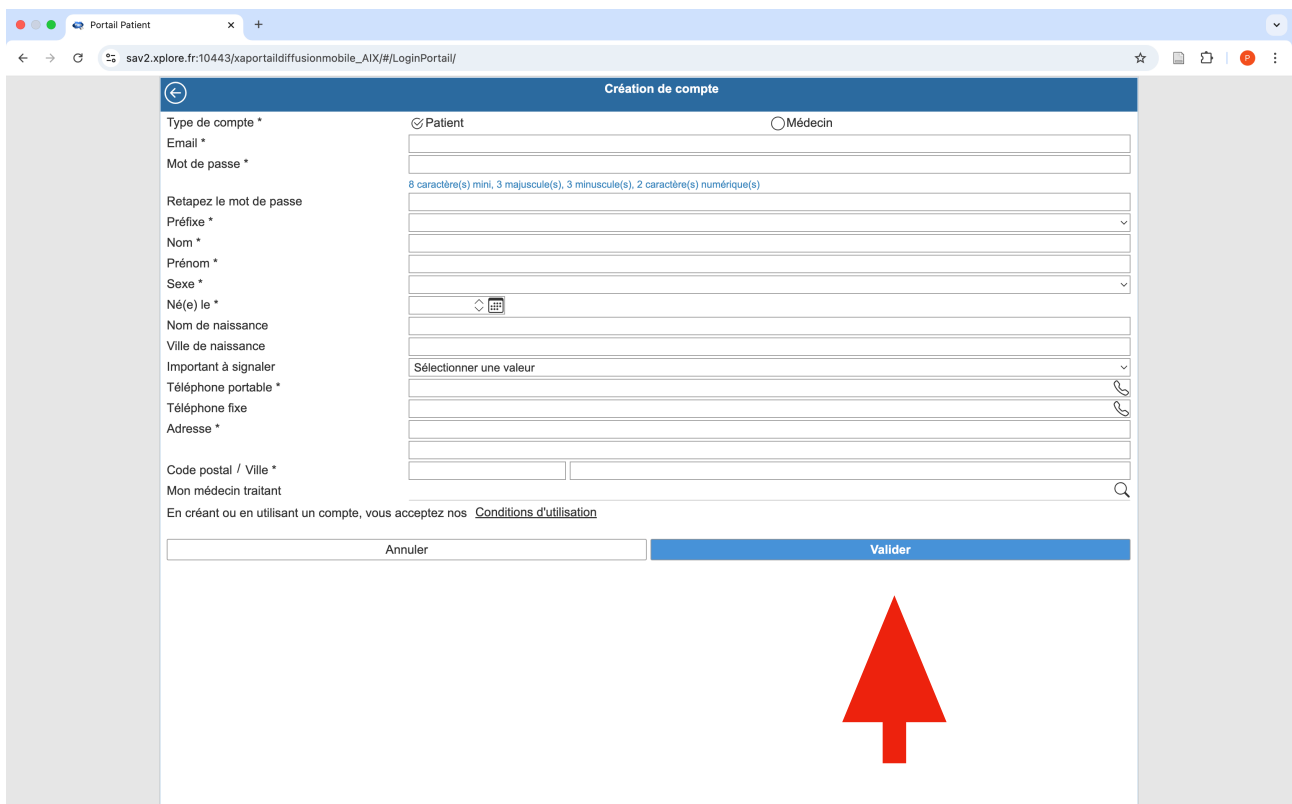 Portail Patient
sav2.xplore.fr:10443/xaportaildiffusionmobile_AIX/#/LoginPortail/
P
Création de compte
Type de compte * Patient Médecin
Email *
Mot de passe *
8 caractère(s) mini, 3 majuscule(s), 3 minuscule(s), 2 caractère(s) numérique(s)
Retapez le mot de passe
Préfixe *
Nom *
Prénom *
Sexe *
Né(e) le *
Nom de naissance
Ville de naissance
Important à signaler Sélectionner une valeur
Téléphone portable *
Téléphone fixe
Adresse *
Code postal / Ville *
Mon médecin traitant
En créant ou en utilisant un compte, vous acceptez nos Conditions d'utilisation
Annuler Valider